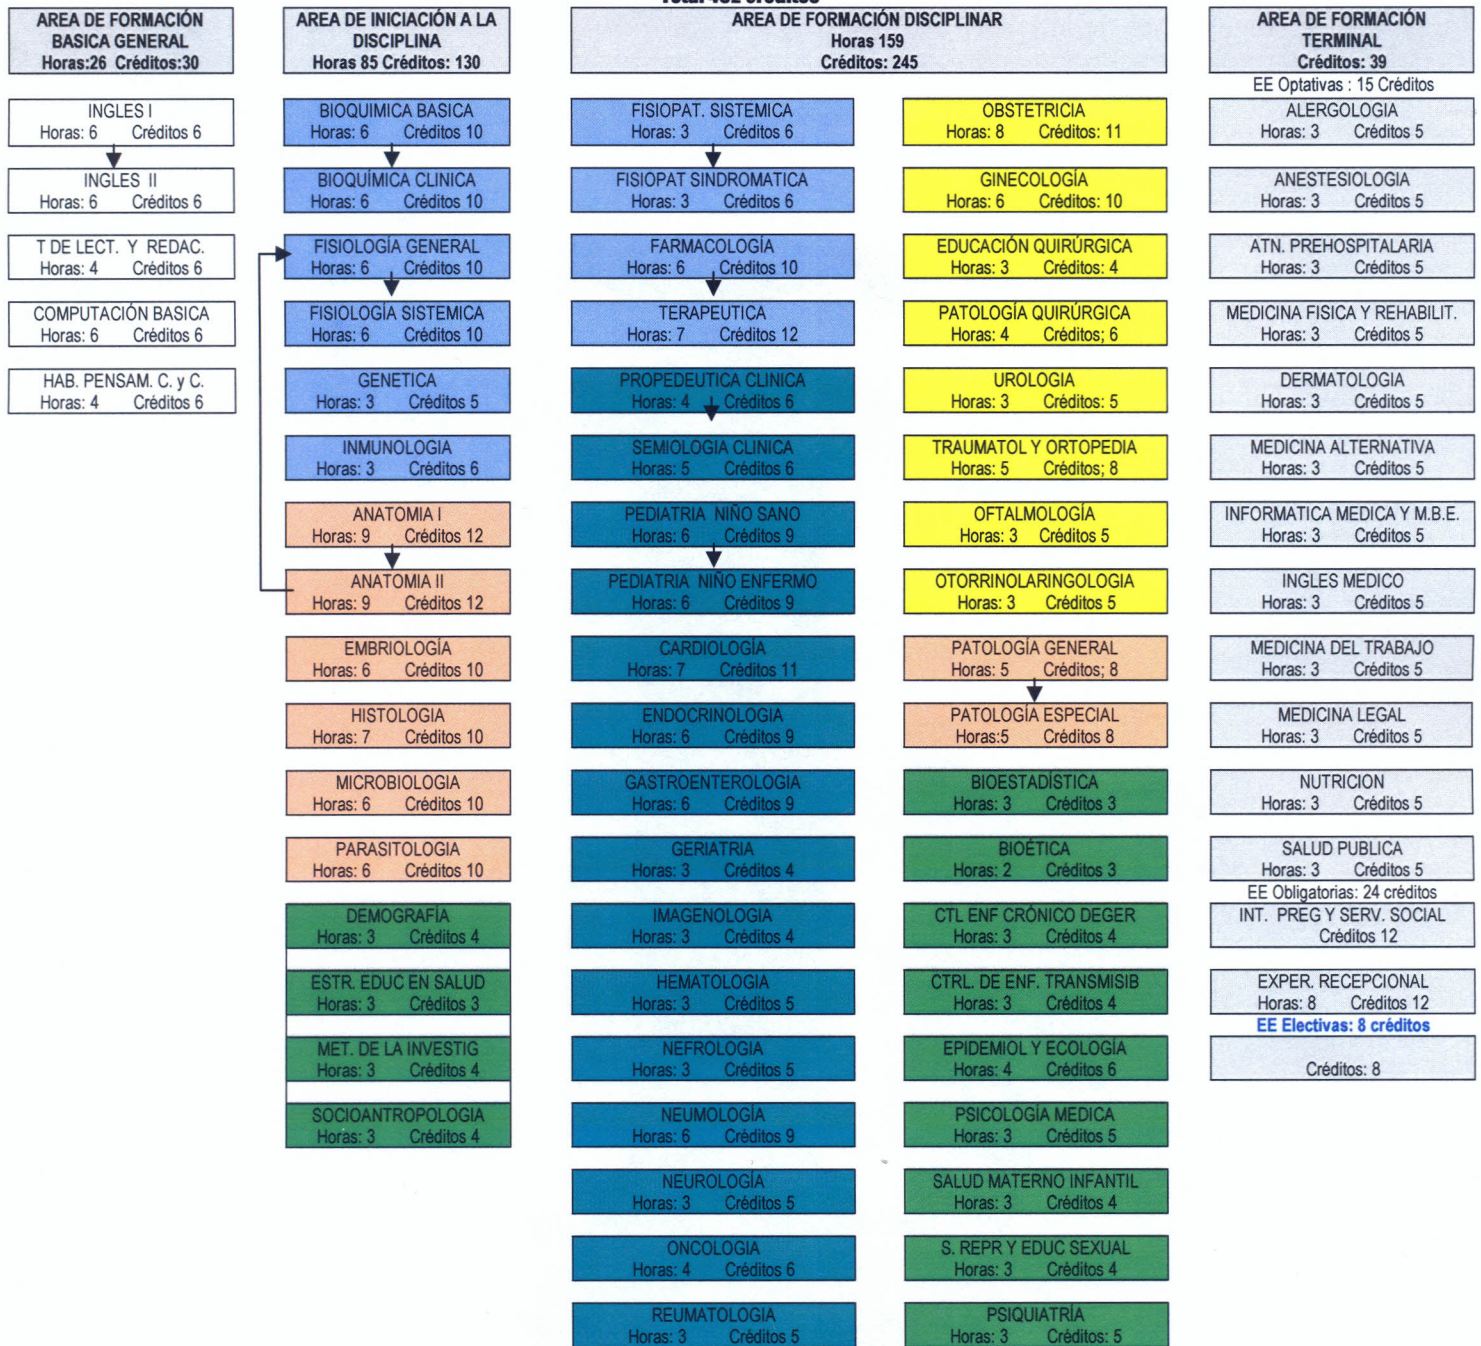 AREA DE FORMACIÓN
BASICA GENERAL
Horas:26 Créditos:30
INGLES I
Horas: 6 Créditos 6
INGLES II
Horas: 6 Créditos 6
T DE LECT. Y REDAC.
Horas: 4 Créditos 6
COMPUTACIÓN BASICA
Horas: 6 Créditos 6
HAB. PENSAM. C. y C.
Horas: 4 Créditos 6
AREA DE INICIACIÓN A LA
DISCIPLINA
Horas 85 Créditos: 130
BIOQUIMICA BASICA
Horas: 6 Créditos 10
BIOQUÍMICA CLINICA
Horas: 6 Créditos 10
FISIOLOGÍA GENERAL
Horas: 6 Créditos 10
FISIOLOGÍA SISTEMICA
Horas: 6 Créditos 10
GENETICA
Horas: 3 Créditos 5
INMUNOLOGIA
Horas: 3 Créditos 6
ANATOMIA I
Horas: 9 Créditos 12
ANATOMIA II
Horas: 9 Créditos 12
EMBRIOLOGÍA
Horas: 6 Créditos 10
HISTOLOGIA
Horas: 7 Créditos 10
MICROBIOLOGIA
Horas: 6 Créditos 10
PARASITOLOGIA
Horas: 6 Créditos 10
DEMOGRAFÍA
Horas: 3 Créditos 4
ESTR. EDUC EN SALUD
Horas: 3 Créditos 3
MET. DE LA INVESTIG
Horas: 3 Créditos 4
SOCIOANTROPOLOGIA
Horas: 3 Créditos 4
AREA DE FORMACIÓN DISCIPLINAR
Horas 159
Créditos: 245
FISIOPAT. SISTEMICA
Horas: 3 Créditos 6
FISIOPAT SINDROMATICA
Horas: 3 Créditos 6
FARMACOLOGÍA
Horas: 6 Créditos 10
TERAPEUTICA
Horas: 7 Créditos 12
PROPEDEUTICA CLINICA
Horas: 4 Créditos 6
SEMIOLOGIA CLINICA
Horas: 5 Créditos 6
PEDIATRIA NIÑO SANO
Horas: 6 Créditos 9
PEDIATRIA NIÑO ENFERMO
Horas: 6 Créditos 9
CARDIOLOGÍA
Horas: 7 Créditos 11
ENDOCRINOLOGIA
Horas: 6 Créditos 9
GASTROENTEROLOGIA
Horas: 6 Créditos 9
GERIATRIA
Horas: 3 Créditos 4
IMAGENOLOGIA
Horas: 3 Créditos 4
HEMATOLOGIA
Horas: 3 Créditos 5
NEFROLOGIA
Horas: 3 Créditos 5
NEUMOLOGÍA
Horas: 6 Créditos 9
NEUROLOGÍA
Horas: 3 Créditos 5
ONCOLOGIA
Horas: 4 Créditos 6
REUMATOLOGIA
Horas: 3 Créditos 5
OBSTETRICIA
Horas: 8 Créditos: 11
GINECOLOGÍA
Horas: 6 Créditos: 10
EDUCACIÓN QUIRÚRGICA
Horas: 3 Créditos: 4
PATOLOGÍA QUIRÚRGICA
Horas: 4 Créditos; 6
UROLOGIA
Horas: 3 Créditos: 5
TRAUMATOL Y ORTOPEDIA
Horas: 5 Créditos; 8
OFTALMOLOGÍA
Horas: 3 Créditos 5
OTORRINOLARINGOLOGIA
Horas: 3 Créditos 5
PATOLOGÍA GENERAL
Horas: 5 Créditos; 8
PATOLOGÍA ESPECIAL
Horas:5 Créditos 8
BIOESTADÍSTICA
Horas: 3 Créditos 3
BIOÉTICA
Horas: 2 Créditos 3
CTL ENF CRÓNICO DEGER
Horas: 3 Créditos 4
CTRL. DE ENF. TRANSMISIB
Horas: 3 Créditos 4
EPIDEMIOL Y ECOLOGÍA
Horas: 4 Créditos 6
PSICOLOGÍA MEDICA
Horas: 3 Créditos 5
SALUD MATERNO INFANTIL
Horas: 3 Créditos 4
S. REPR Y EDUC SEXUAL
Horas: 3 Créditos 4
PSIQUIATRÍA
Horas: 3 Créditos: 5
AREA DE FORMACIÓN
TERMINAL
Créditos: 39
EE Optativas : 15 Créditos
ALERGOLOGIA
Horas: 3 Créditos 5
ANESTESIOLOGIA
Horas: 3 Créditos 5
ATN. PREHOSPITALARIA
Horas: 3 Créditos 5
MEDICINA FISICA Y REHABILIT.
Horas: 3 Créditos 5
DERMATOLOGIA
Horas: 3 Créditos 5
MEDICINA ALTERNATIVA
Horas: 3 Créditos 5
INFORMATICA MEDICA Y M.B.E.
Horas: 3 Créditos 5
INGLES MEDICO
Horas: 3 Créditos 5
MEDICINA DEL TRABAJO
Horas: 3 Créditos 5
MEDICINA LEGAL
Horas: 3 Créditos 5
NUTRICION
Horas: 3 Créditos 5
SALUD PUBLICA
Horas: 3 Créditos 5
EE Obligatorias: 24 créditos
INT. PREG Y SERV. SOCIAL
Créditos 12
EXPER. RECEPCIONAL
Horas: 8 Créditos 12
EE Electivas: 8 créditos
Créditos: 8